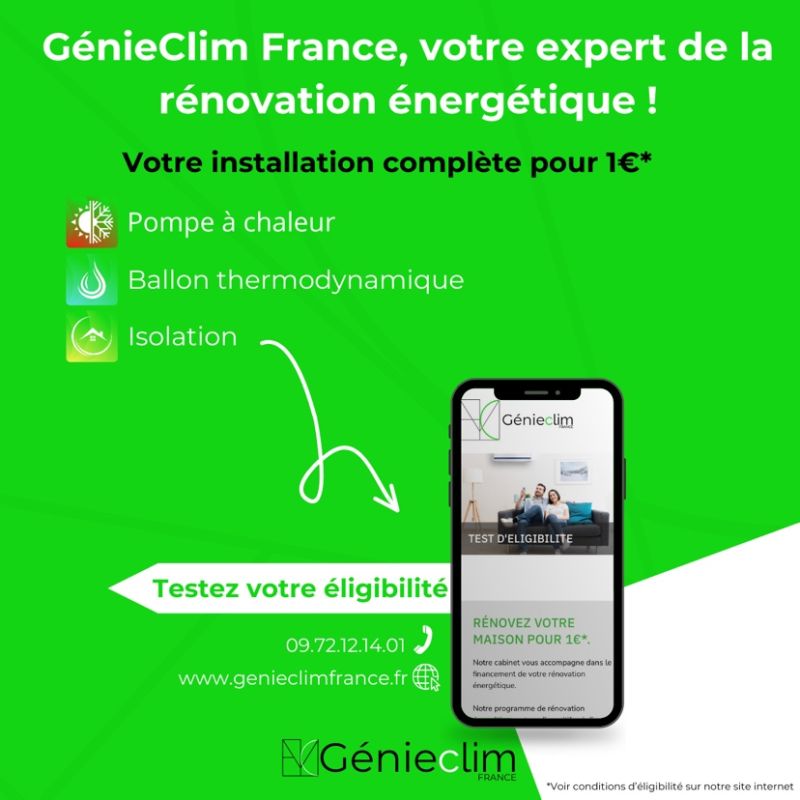 GénieClim France, votre expert de la
rénovation énergétique !
Votre installation complète pour 1€*
Pompe à chaleur
Ballon thermodynamique
Isolation
Génieclim
FRANCE
TEST D'ELIGIBILITE
Testez votre éligibilité
RÉNOVEZ VOTRE
MAISON POUR 1€*.
09.72.12.14.01
www.genieclimfrance.fr
Notre cabinet vous accompagne dans le
financement de votre rénovation
énergétique.
Notre programme de rénovation
Génieclim
FRANCE
*Voir conditions d'éligibilité sur notre site internet